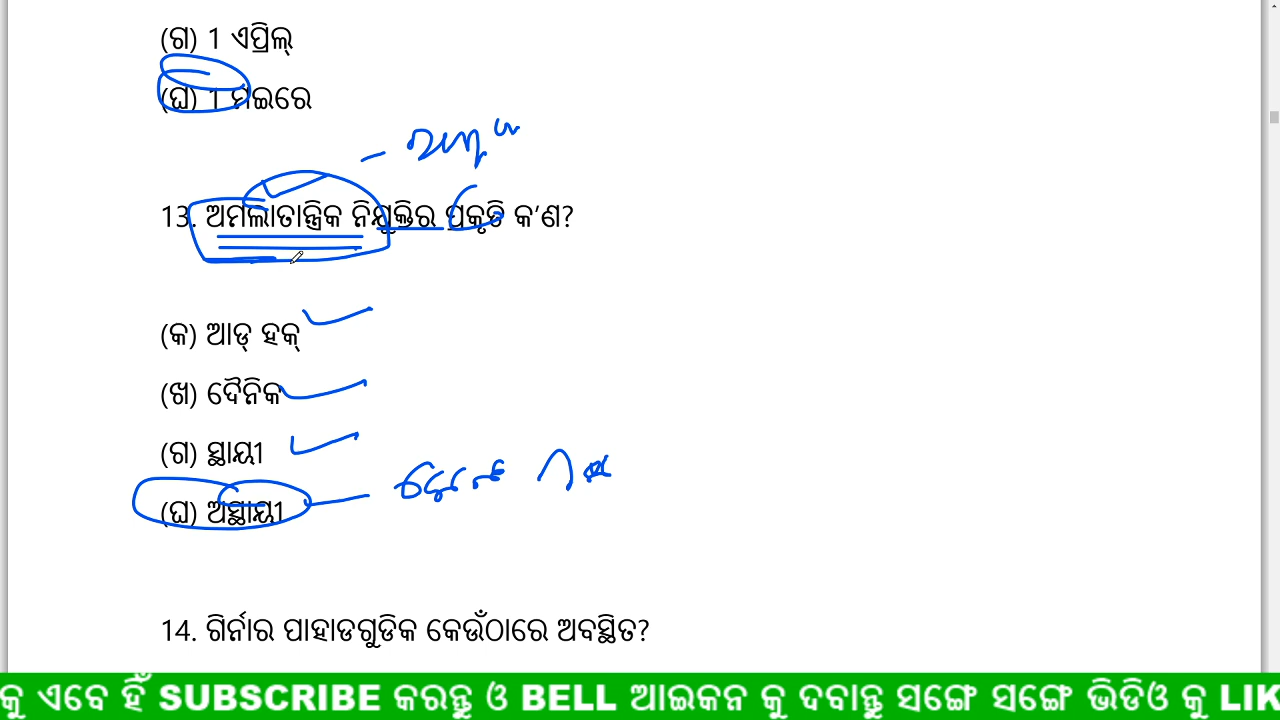 (ଗ) 1 ଏପ୍ରିଲ୍
(ଘ) 1 ମଇରେ
13. ଅମଲାତାନ୍ତ୍ରିକ ନିଯୁକ୍ତିର ପ୍ରକୃତି କ'ଣ?
(କ) ଆଡ୍ ହକ୍
(ଖ) ଦୈନିକ
(ଗ) ସ୍ଥାୟୀ
(ଘ) ଅସ୍ଥାୟୀ
14. ଗିର୍ନାର ପାହାଡଗୁଡିକ କେଉଁଠାରେ ଅବସ୍ଥିତ?
କୁ ଏବେ ହିଁ SUBSCRIBE କରନ୍ତୁ ଓ BELL ଆଇକନ କୁ ଦବାନ୍ତୁ ସଙ୍ଗେ ସଙ୍ଗେ ଭିଡିଓ କୁ LIK